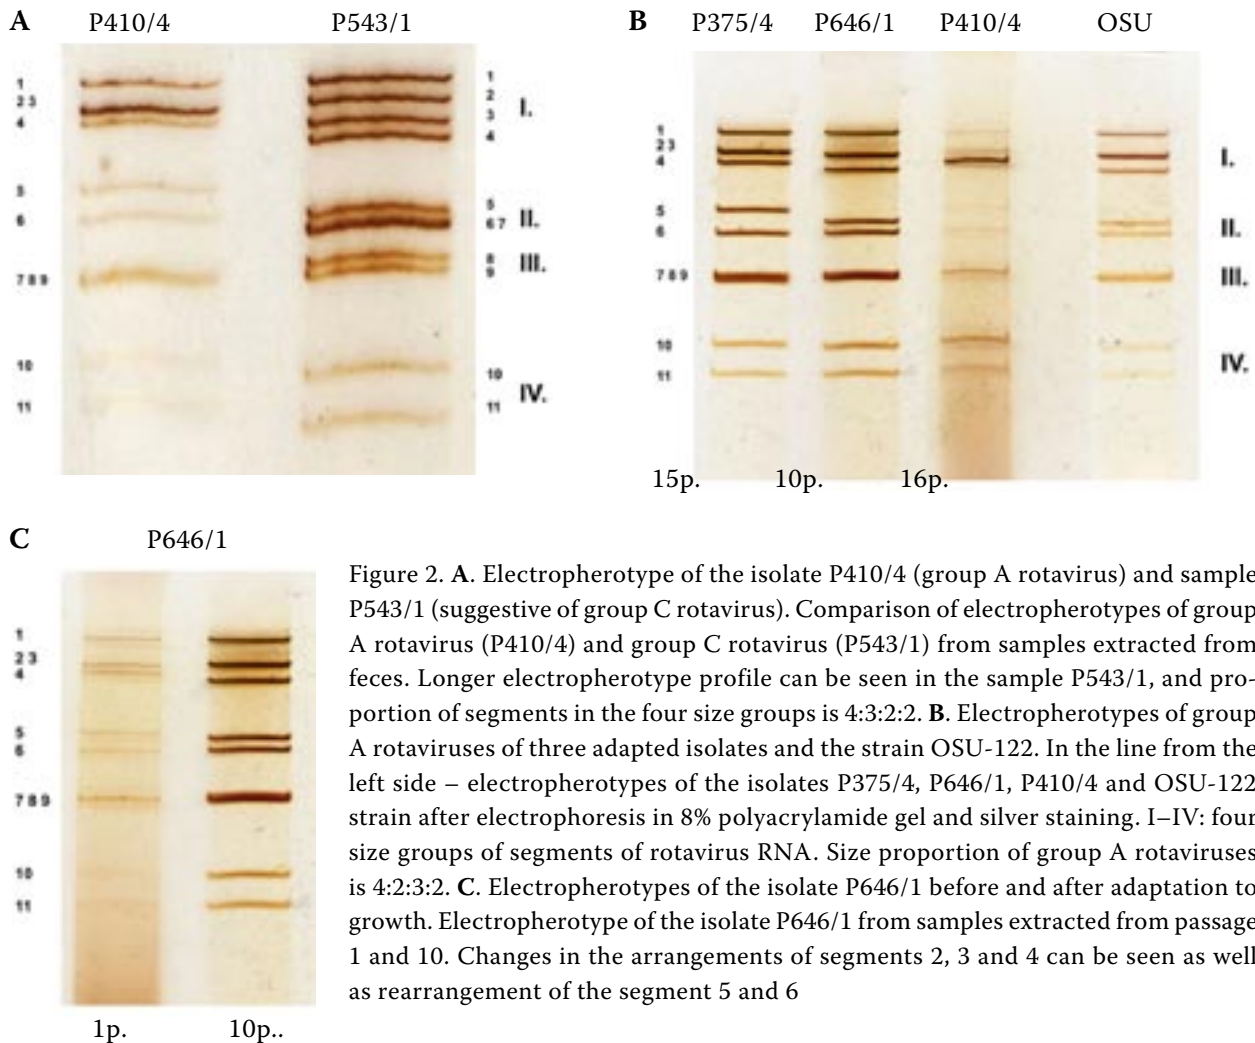 A
P410/4
P543/1
1
2 3
4
5
6
7 8 9
10
11
1
2
3
4
5
6 7
8
9
10
11
I.
II.
III.
IV.
B
P375/4
P646/1
P410/4
OSU
1
2 3
4
5
6
7 8 9
10
11
I.
II.
III.
IV.
15p.
10p.
16p.
C
P646/1
1
2 3
4
5
6
7 8 9
10
11
1p.
10p..
Figure 2. A. Electropherotype of the isolate P410/4 (group A rotavirus) and sample
P543/1 (suggestive of group C rotavirus). Comparison of electropherotypes of group
A rotavirus (P410/4) and group C rotavirus (P543/1) from samples extracted from
feces. Longer electropherotype profile can be seen in the sample P543/1, and pro-
portion of segments in the four size groups is 4:3:2:2. B. Electropherotypes of group
A rotaviruses of three adapted isolates and the strain OSU-122. In the line from the
left side – electropherotypes of the isolates P375/4, P646/1, P410/4 and OSU-122
strain after electrophoresis in 8% polyacrylamide gel and silver staining. I–IV: four
size groups of segments of rotavirus RNA. Size proportion of group A rotaviruses
is 4:2:3:2. C. Electropherotypes of the isolate P646/1 before and after adaptation to
growth. Electropherotype of the isolate P646/1 from samples extracted from passage
1 and 10. Changes in the arrangements of segments 2, 3 and 4 can be seen as well
as rearrangement of the segment 5 and 6